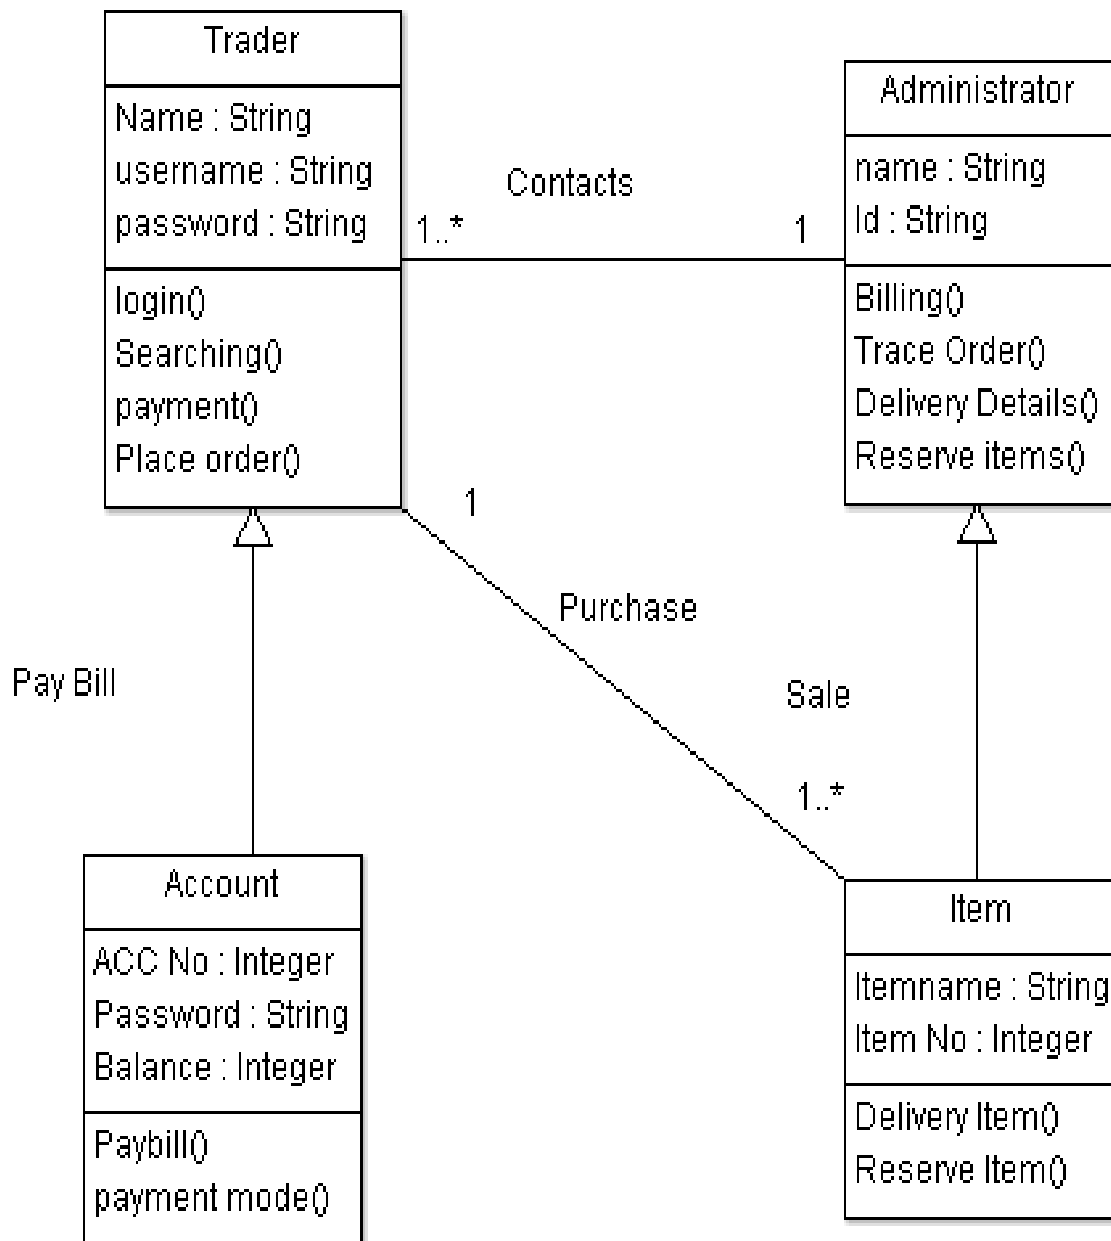 Trader
Name : String
username : String
password : String
login()
Searching()
payment()
Place order()
Contacts
1..*
1
Administrator
name : String
Id : String
Billing()
Trace Order()
Delivery Details()
Reserve items()
1
Purchase
Sale
1..*
Pay Bill
Account
ACC No : Integer
Password : String
Balance : Integer
Paybill()
payment mode()
Item
Itemname : String
Item No : Integer
Delivery Item()
Reserve Item()